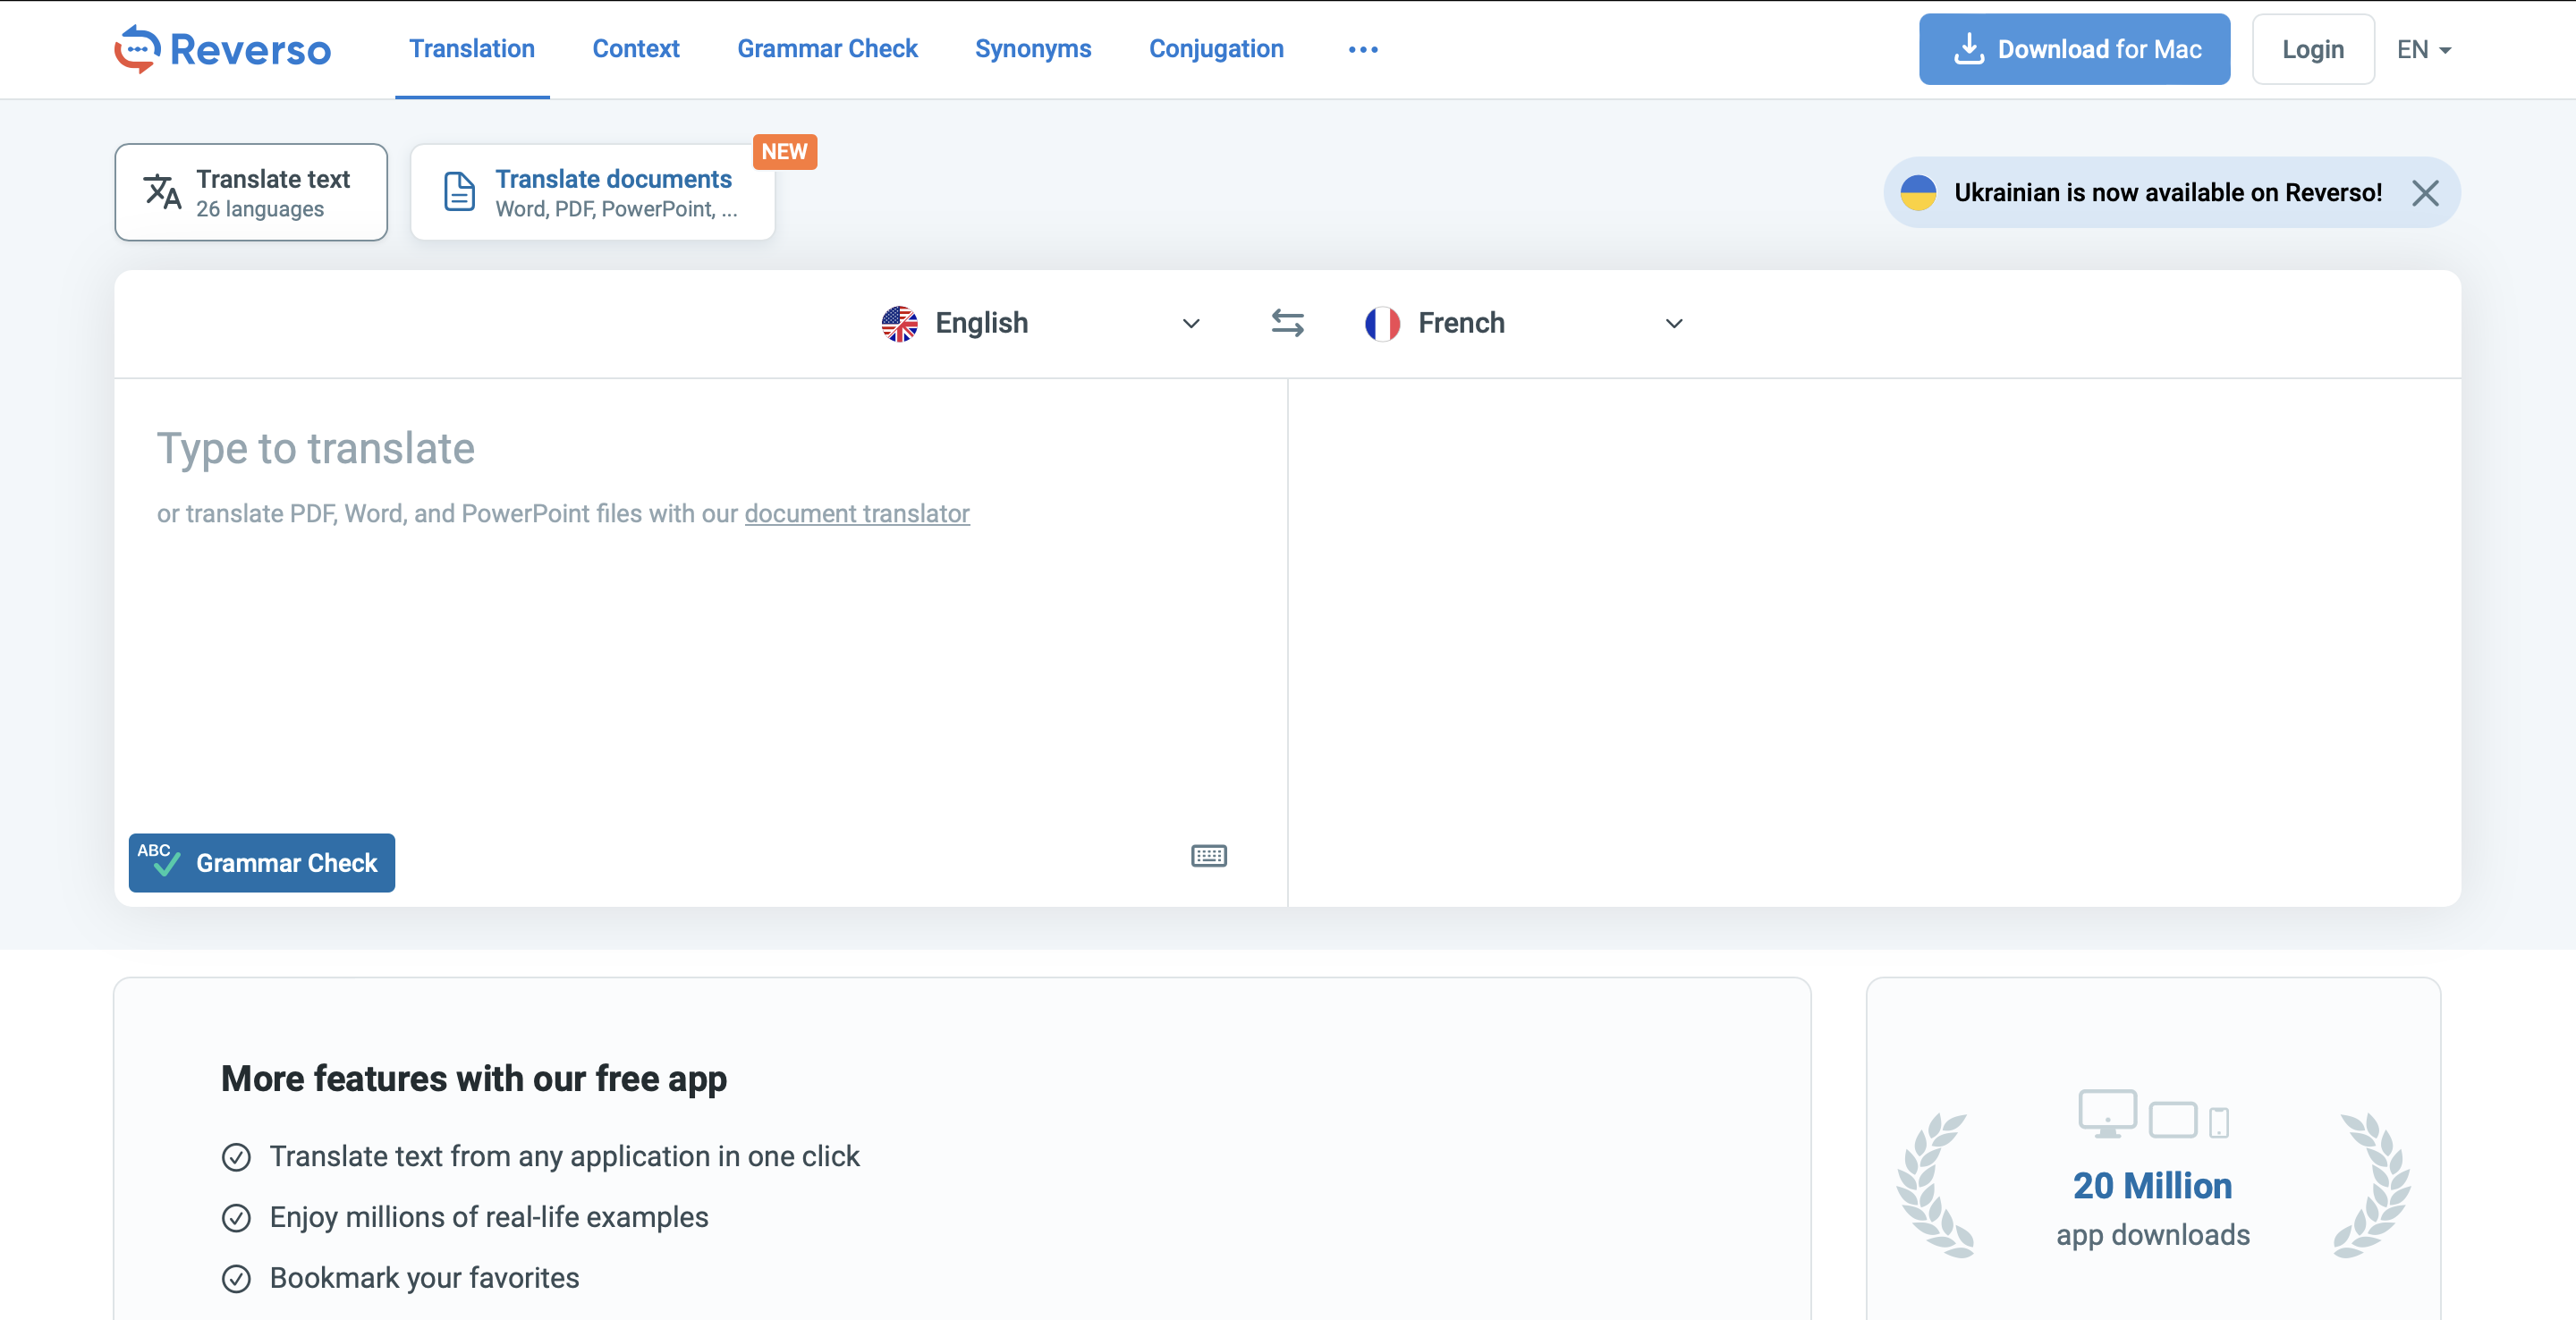 Reverso
Translation
Context
Grammar Check
Synonyms
Conjugation
Download for Mac
Login
EN
Translate text
26 languages
NEW
Translate documents
Word, PDF, PowerPoint, ...
Ukrainian is now available on Reverso!
English
French
Type to translate
or translate PDF, Word, and PowerPoint files with our document translator
ABC
Grammar Check
More features with our free app
Translate text from any application in one click
Enjoy millions of real-life examples
Bookmark your favorites
20 Million
app downloads